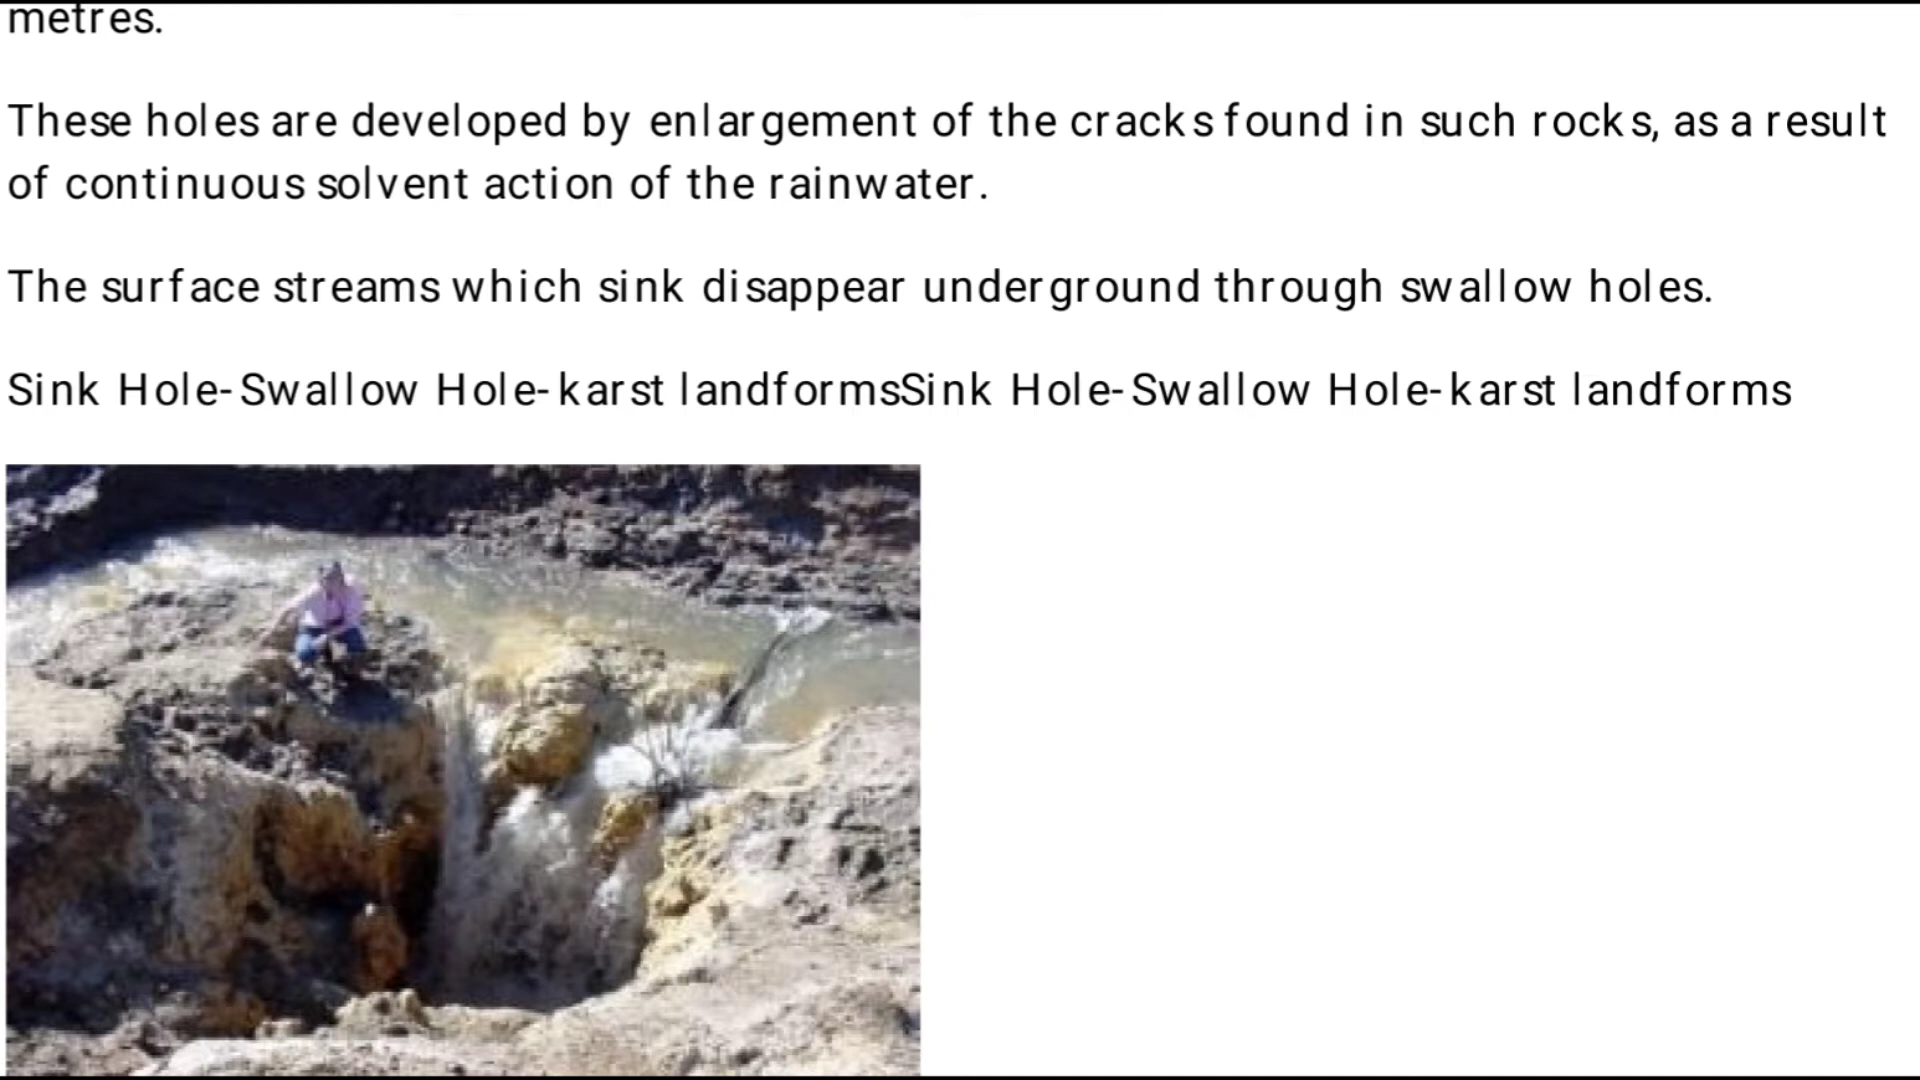 metres.
These holes are developed by enlargement of the cracks found in such rocks, as a result
of continuous solvent action of the rainwater.
The surface streams which sink disappear underground through swallow holes.
Sink Hole-Swallow Hole-karst landformsSink Hole-Swallow Hole-karst landforms